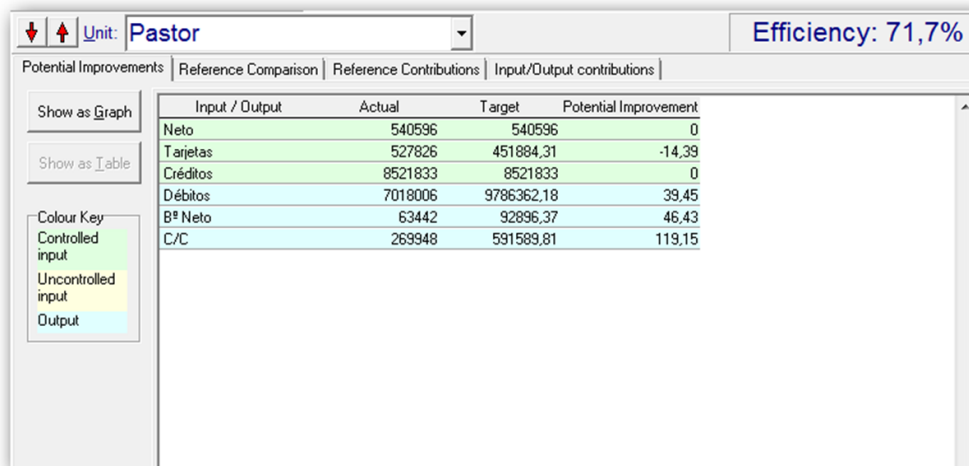 Unit: Pastor Efficiency: 71,7%
Potential Improvements Reference Comparison Reference Contributions Input/Output contributions
Show as Graph
Show as Table
Colour Key
Controlled input
Uncontrolled input
Output
Input / Output Actual Target Potential Improvement
Neto 540596 540596 0
Tarjetas 527826 451884,31 -14,39
Créditos 8521833 8521833 0
Débitos 7018006 9786362,18 39,45
Bº Neto 63442 92896,37 46,43
C/C 269948 591589,81 119,15